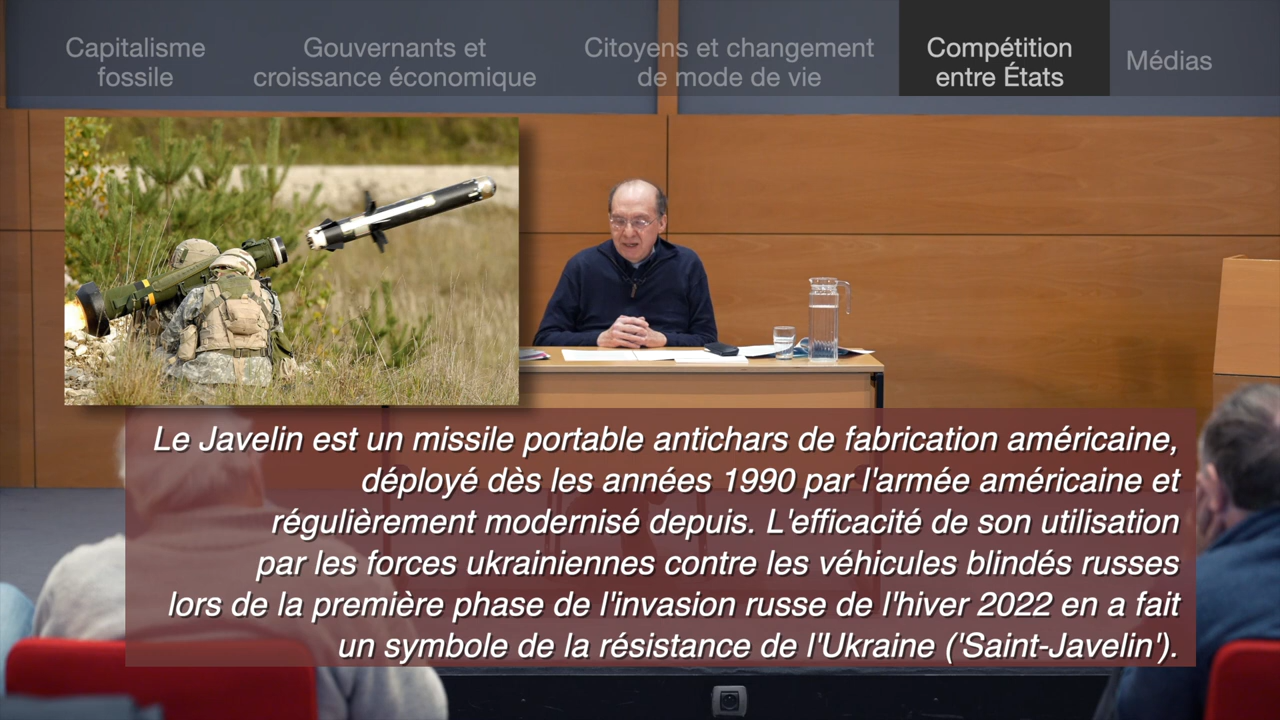 Capitalisme
fossile
Gouvernants et
croissance économique
Citoyens et changement
de mode de vie
Compétition
entre États
Médias
Le Javelin est un missile portable antichars de fabrication américaine,
déployé dès les années 1990 par l'armée américaine et
régulièrement modernisé depuis. L'efficacité de son utilisation
par les forces ukrainiennes contre les véhicules blindés russes
lors de la première phase de l'invasion russe de l'hiver 2022 en a fait
un symbole de la résistance de l'Ukraine ('Saint-Javelin').